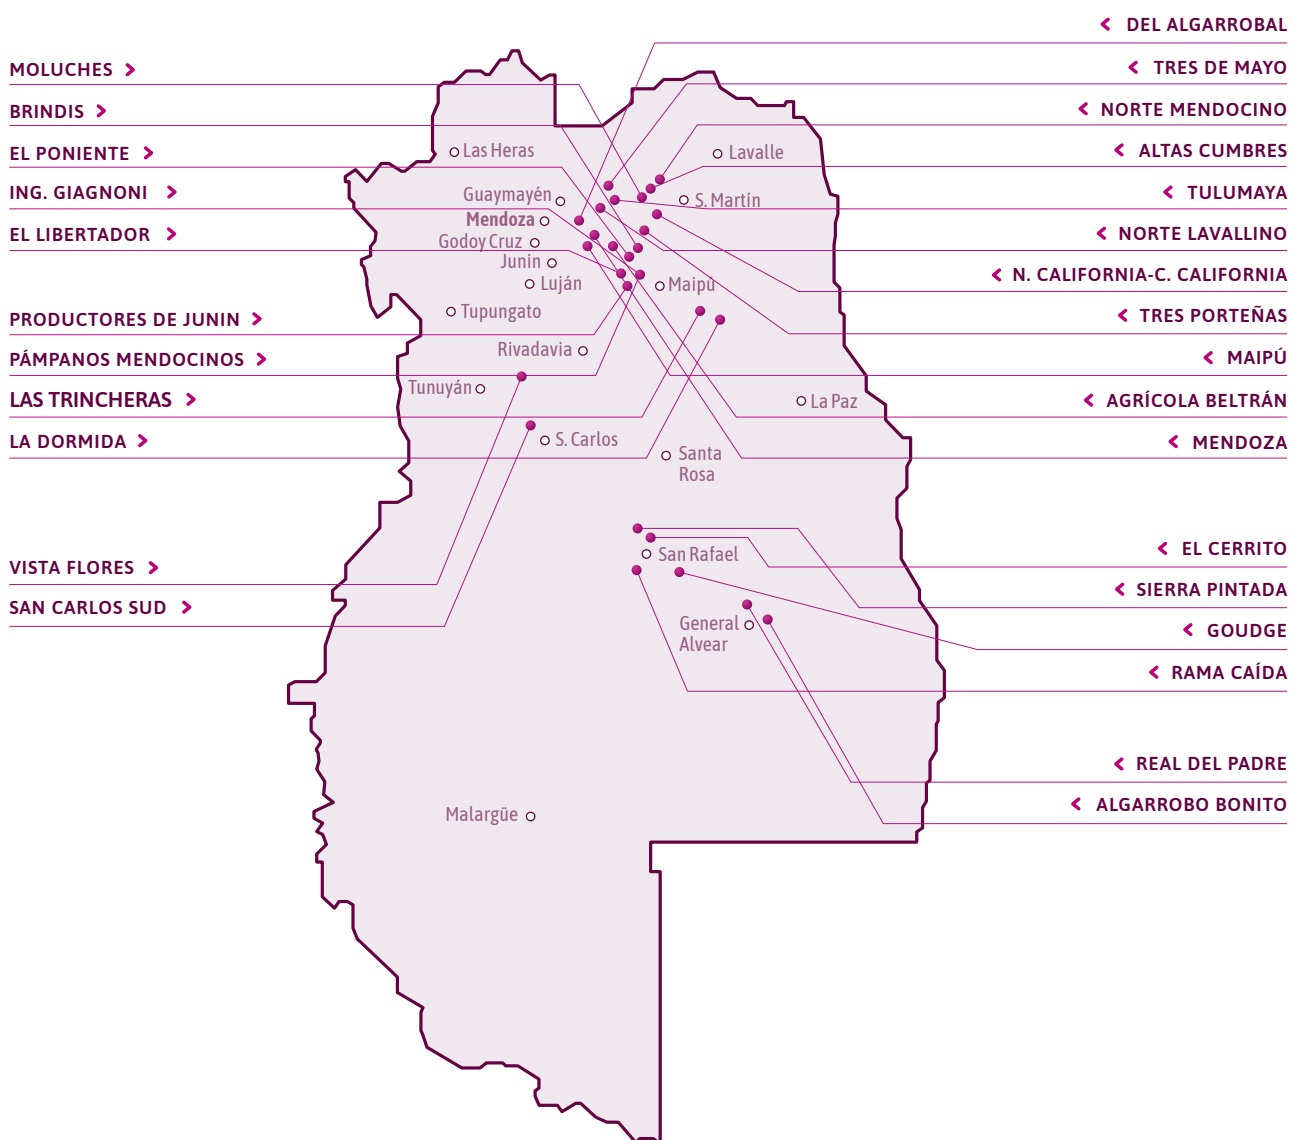 MOLUCHES
BRINDIS
EL PONIENTE
ING. GIAGNONI
EL LIBERTADOR
PRODUCTORES DE JUNIN
PÁMPANOS MENDOCINOS
LAS TRINCHERAS
LA DORMIDA
VISTA FLORES
SAN CARLOS SUD
Las Heras
Lavalle
Guaymayén
S. Martín
Mendoza
Godoy Cruz
Junin
Luján
Maipú
Tupungato
Rivadavia
Tunuyán
La Paz
S. Carlos
Santa
Rosa
San Rafael
General
Alvear
Malargüe
DEL ALGARROBAL
TRES DE MAYO
NORTE MENDOCINO
ALTAS CUMBRES
TULUMAYA
NORTE LAVALLINO
N. CALIFORNIA-C. CALIFORNIA
TRES PORTEÑAS
MAIPÚ
AGRÍCOLA BELTRÁN
MENDOZA
EL CERRITO
SIERRA PINTADA
GOUDGE
RAMA CAÍDA
REAL DEL PADRE
ALGARROBO BONITO